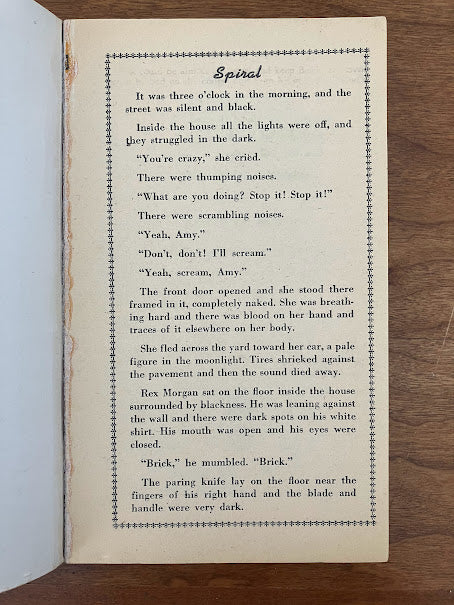 Spiral
It was three o'clock in the morning, and the
street was silent and black.
Inside the house all the lights were off, and
they struggled in the dark.
“You're crazy,” she cried.
There were thumping noises.
“What are you doing? Stop it! Stop it!”
There were scrambling noises.
“Yeah, Amy.”
“Don't, don't! I'll scream.”
“Yeah, scream, Amy.”
The front door opened and she stood there
framed in it, completely naked. She was breath-
ing hard and there was blood on her hand and
traces of it elsewhere on her body.
She fled across the yard toward her car, a pale
figure in the moonlight. Tires shrieked against
the pavement and then the sound died away.
Rex Morgan sat on the floor inside the house
surrounded by blackness. He was leaning against
the wall and there were dark spots on his white
shirt. His mouth was open and his eyes were
closed.
“Brick,” he mumbled. “Brick.”
The paring knife lay on the floor near the
fingers of his right hand and the blade and
handle were very dark.